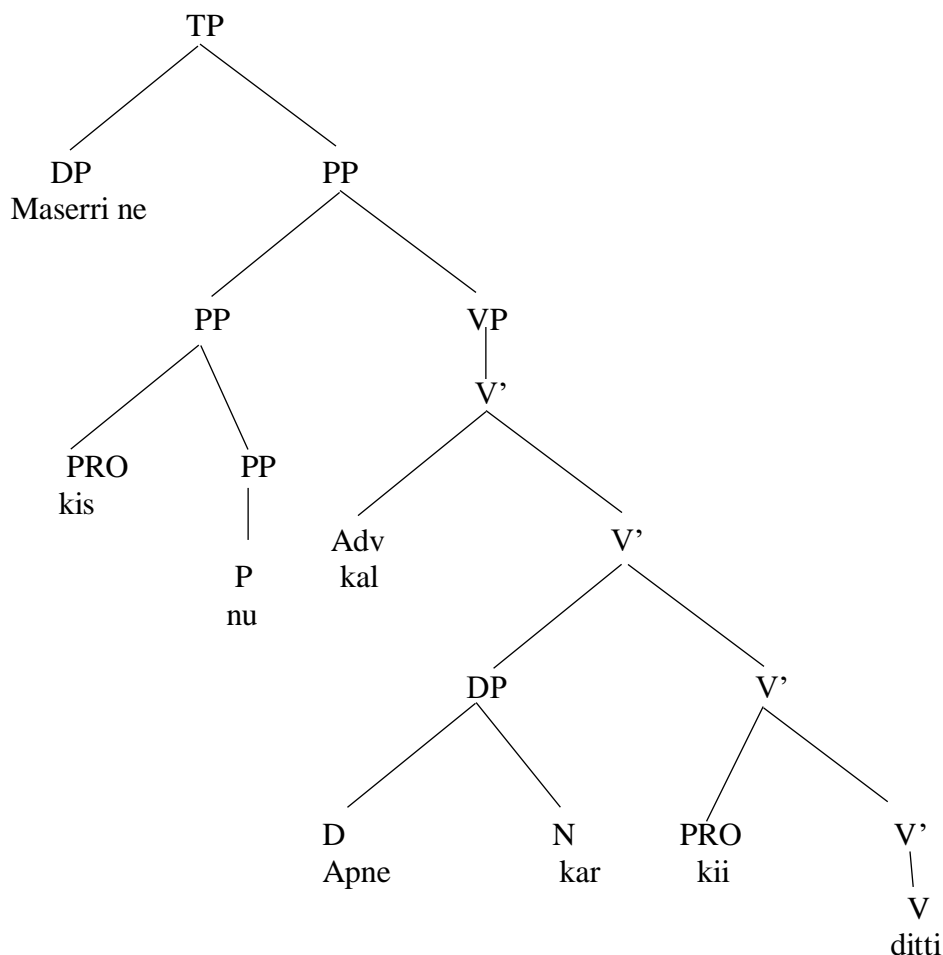 TP
DP PP
Maserri ne
PP VP
V’
PRO PP
kis
Adv V’
kal
P
nu
DP V’
D N PRO V’
Apne kar kii
V
ditti